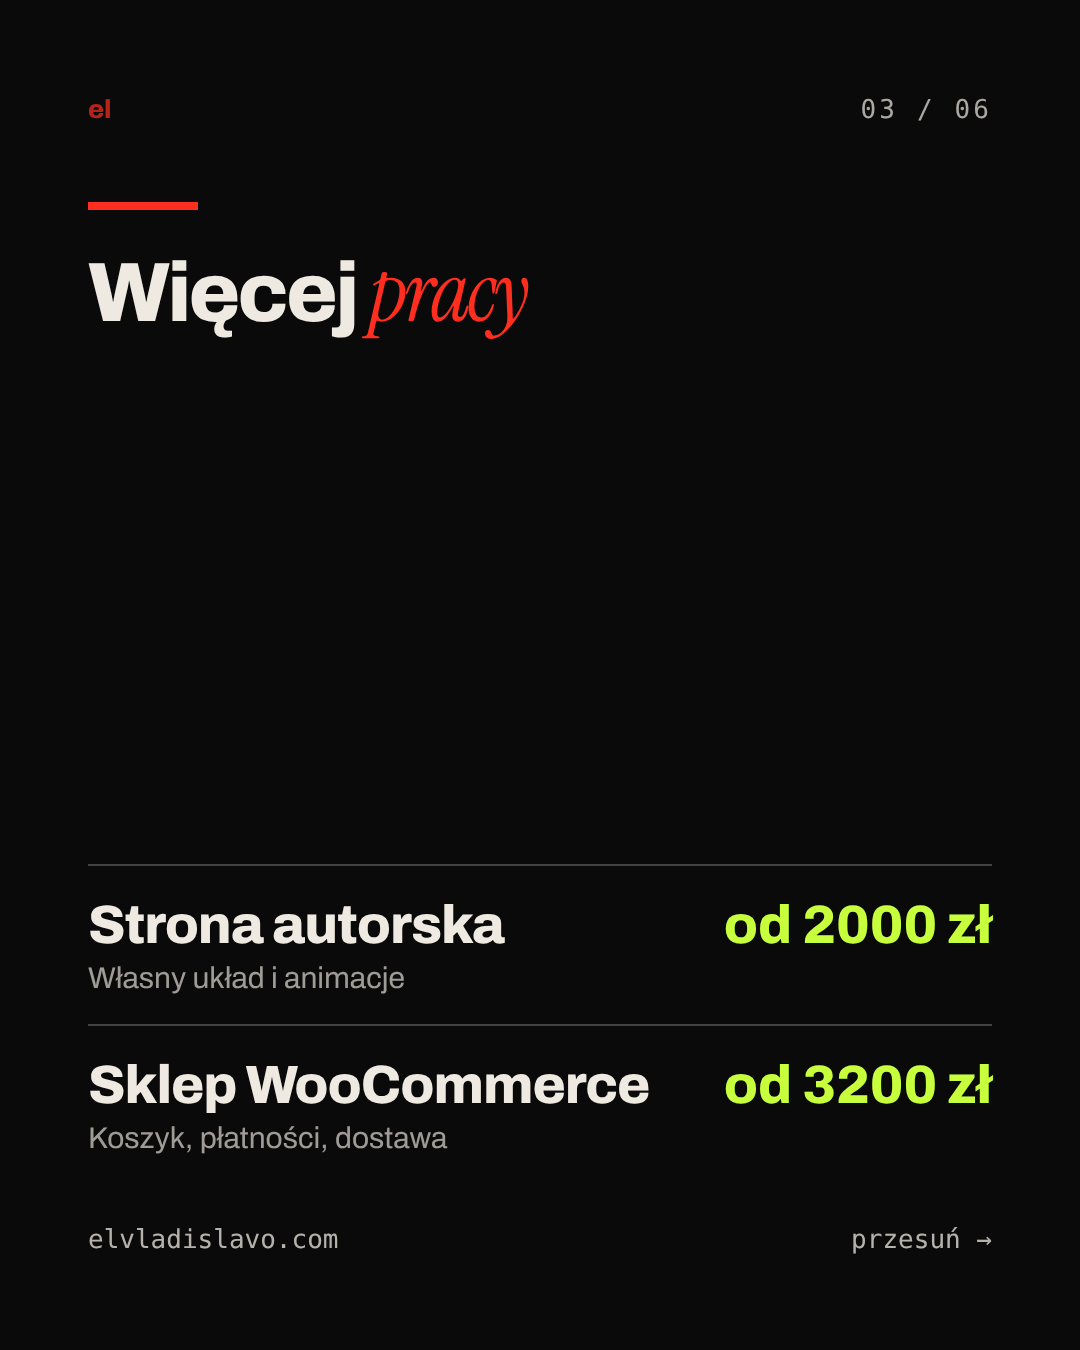 el
03 / 06
Więcej pracy
Strona autorska
od 2000 zł
Własny układ i animacje
Sklep WooCommerce
od 3200 zł
Koszyk, płatności, dostawa
elvladislavo.com
przesuń →